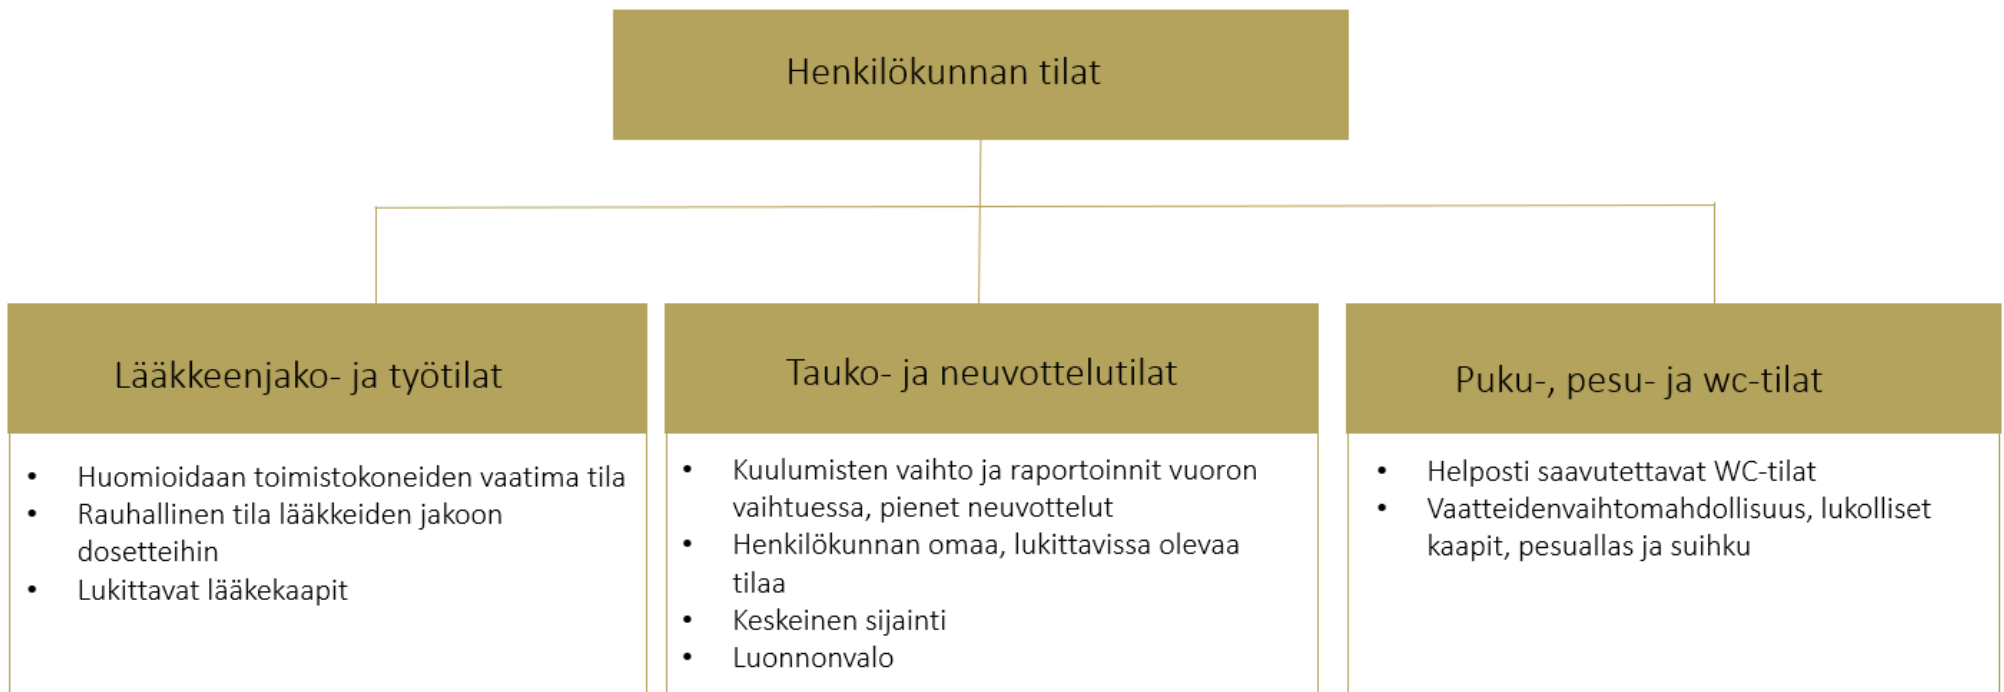 Henkilökunnan tilat
Lääkkeenjako- ja työtilat
• Huomioidaan toimistokoneiden vaatima tila
• Rauhallinen tila lääkkeiden jakoon
dosetteihin
• Lukittavat lääkekaapit
Tauko- ja neuvottelutilat
• Kuulumisten vaihto ja raportoinnit vuoron
vaihtuessa, pienet neuvottelut
• Henkilökunnan omaa, lukittavissa olevaa
tilaa
• Keskeinen sijainti
• Luonnonvalo
Puku-, pesu- ja wc-tilat
• Helposti saavutettavat WC-tilat
• Vaatteidenvaihtomahdollisuus, lukolliset
kaapit, pesuallas ja suihku